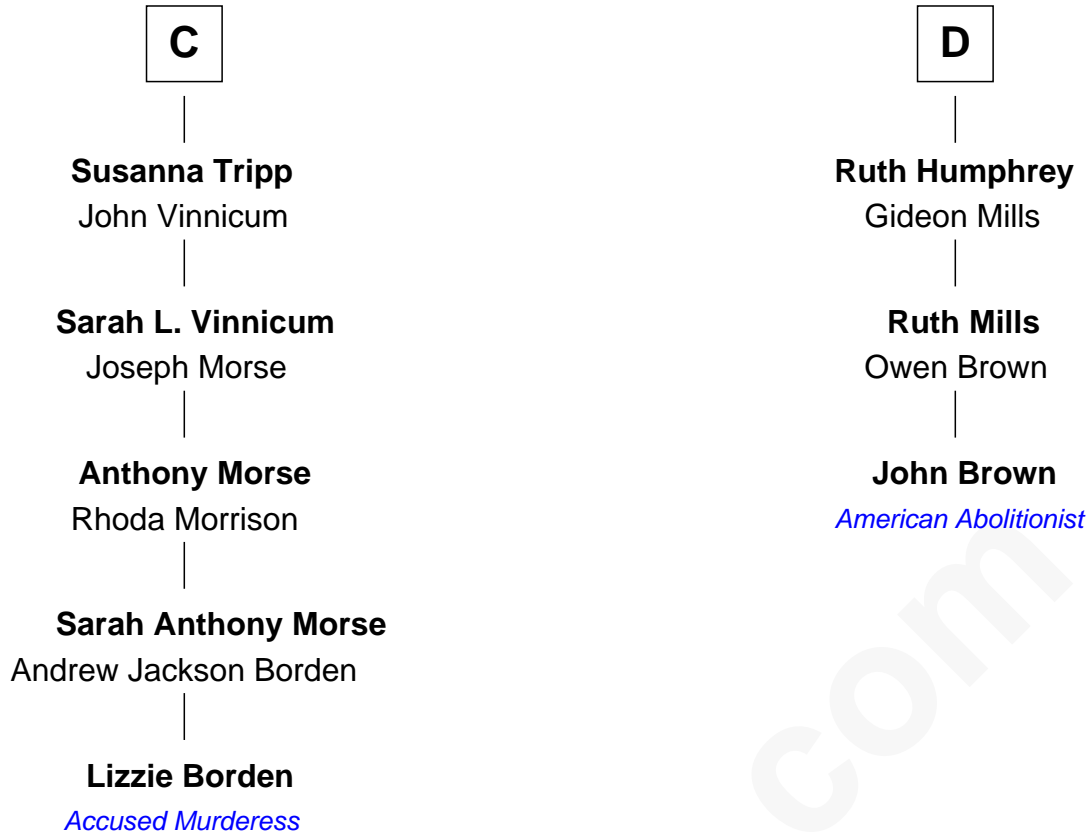 C
Susanna Tripp
John Vinnicum
Sarah L. Vinnicum
Joseph Morse
Anthony Morse
Rhoda Morrison
Sarah Anthony Morse
Andrew Jackson Borden
Lizzie Borden
Accused Murderess
D
Ruth Humphrey
Gideon Mills
Ruth Mills
Owen Brown
John Brown
American Abolitionist
com